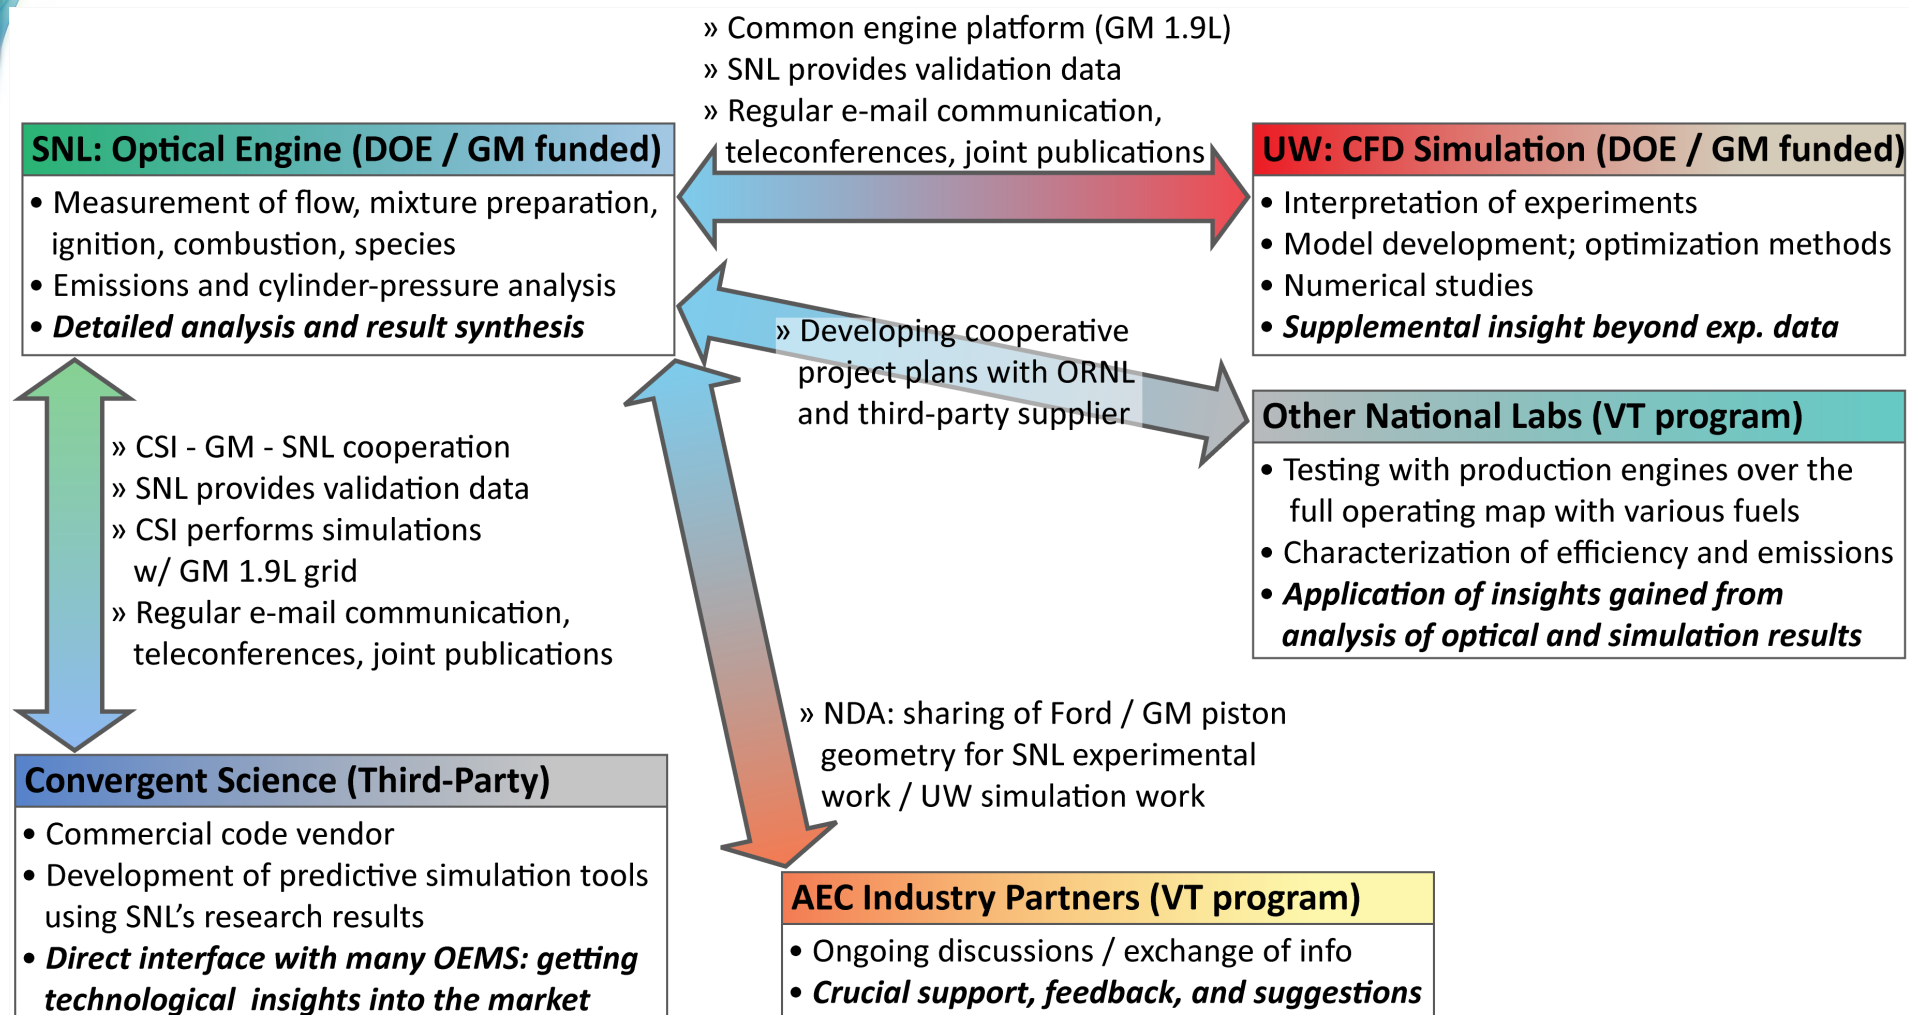 » Common engine platform (GM 1.9L)
» SNL provides validation data
» Regular e-mail communication,
teleconferences, joint publications
SNL: Optical Engine (DOE / GM funded)
• Measurement of flow, mixture preparation,
ignition, combustion, species
• Emissions and cylinder-pressure analysis
• Detailed analysis and result synthesis
UW: CFD Simulation (DOE / GM funded)
• Interpretation of experiments
• Model development; optimization methods
• Numerical studies
• Supplemental insight beyond exp. data
» Developing cooperative
project plans with ORNL
and third-party supplier
Other National Labs (VT program)
• Testing with production engines over the
full operating map with various fuels
• Characterization of efficiency and emissions
• Application of insights gained from
analysis of optical and simulation results
» CSI - GM - SNL cooperation
» SNL provides validation data
» CSI performs simulations
w/ GM 1.9L grid
» Regular e-mail communication,
teleconferences, joint publications
» NDA: sharing of Ford / GM piston
geometry for SNL experimental
work / UW simulation work
Convergent Science (Third-Party)
• Commercial code vendor
• Development of predictive simulation tools
using SNL’s research results
• Direct interface with many OEMS: getting
technological insights into the market
AEC Industry Partners (VT program)
• Ongoing discussions / exchange of info
• Crucial support, feedback, and suggestions